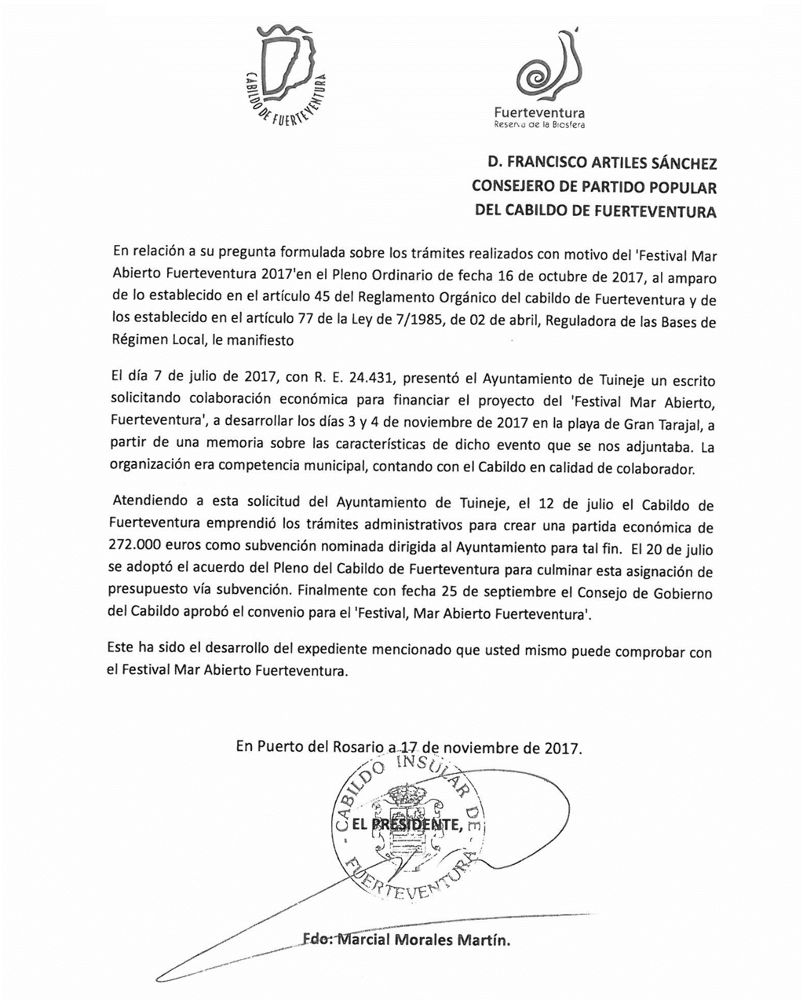 CABILDO DE FUERTEVENTURA
Fuerteventura
Reserva de la Biosfera
D. FRANCISCO ARTILES SÁNCHEZ
CONSEJERO DE PARTIDO POPULAR
DEL CABILDO DE FUERTEVENTURA
En relación a su pregunta formulada sobre los trámites realizados con motivo del 'Festival Mar
Abierto Fuerteventura 2017'en el Pleno Ordinario de fecha 16 de octubre de 2017, al amparo
de lo establecido en el artículo 45 del Reglamento Orgánico del cabildo de Fuerteventura y de
los establecido en el artículo 77 de la Ley de 7/1985, de 02 de abril, Reguladora de las Bases de
Régimen Local, le manifiesto
El día 7 de julio de 2017, con R. E. 24.431, presentó el Ayuntamiento de Tuineje un escrito
solicitando colaboración económica para financiar el proyecto del 'Festival Mar Abierto,
Fuerteventura', a desarrollar los días 3 y 4 de noviembre de 2017 en la playa de Gran Tarajal, a
partir de una memoria sobre las características de dicho evento que se nos adjuntaba. La
organización era competencia municipal, contando con el Cabildo en calidad de colaborador.
Atendiendo a esta solicitud del Ayuntamiento de Tuineje, el 12 de julio el Cabildo de
Fuerteventura emprendió los trámites administrativos para crear una partida económica de
272.000 euros como subvención nominada dirigida al Ayuntamiento para tal fin. El 20 de julio
se adoptó el acuerdo del Pleno del Cabildo de Fuerteventura para culminar esta asignación de
presupuesto vía subvención. Finalmente con fecha 25 de septiembre el Consejo de Gobierno
del Cabildo aprobó el convenio para el 'Festival, Mar Abierto Fuerteventura'.
Este ha sido el desarrollo del expediente mencionado que usted mismo puede comprobar con
el Festival Mar Abierto Fuerteventura.
En Puerto del Rosario a 17 de noviembre de 2017.
- CABILDO INSULAR DE -
FUERTEVENTURA
EL PRESIDENTE,
Fdo: Marcial Morales Martín.